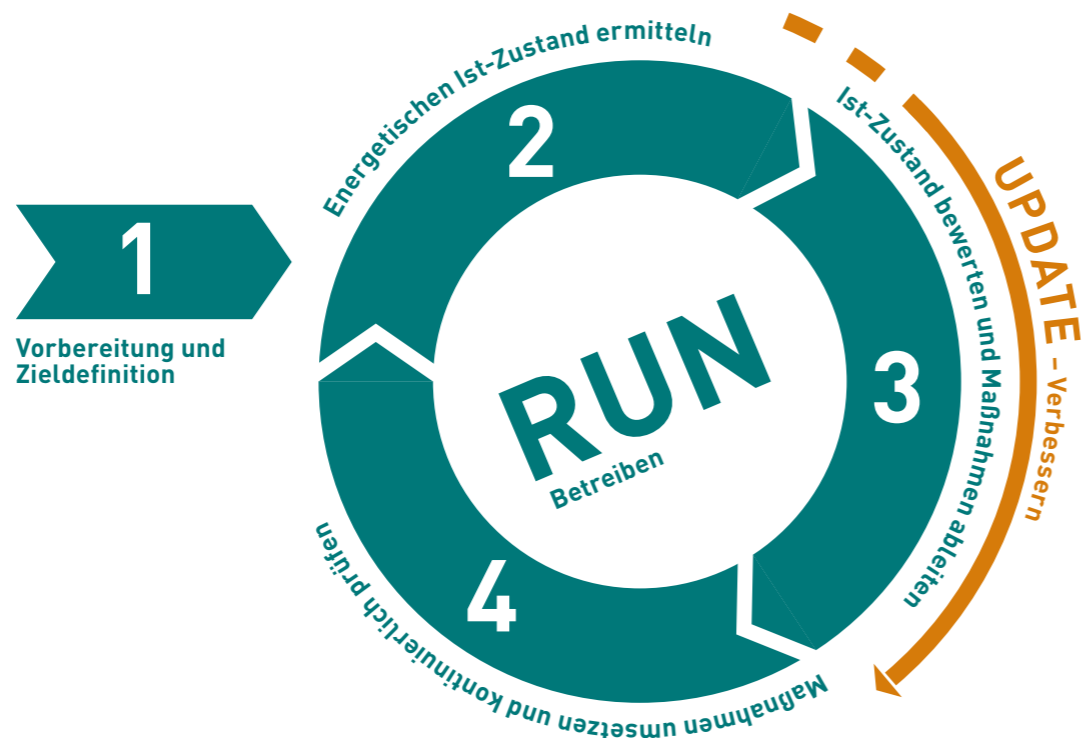 1
Vorbereitung und
Zieldefinition
2
Energetischen Ist-Zustand ermitteln
3
Ist-Zustand bewerten und Maßnahmen ableiten
UPDATE – Verbessern
4
Maßnahmen umsetzen und kontinuierlich prüfen
RUN
Betreiben